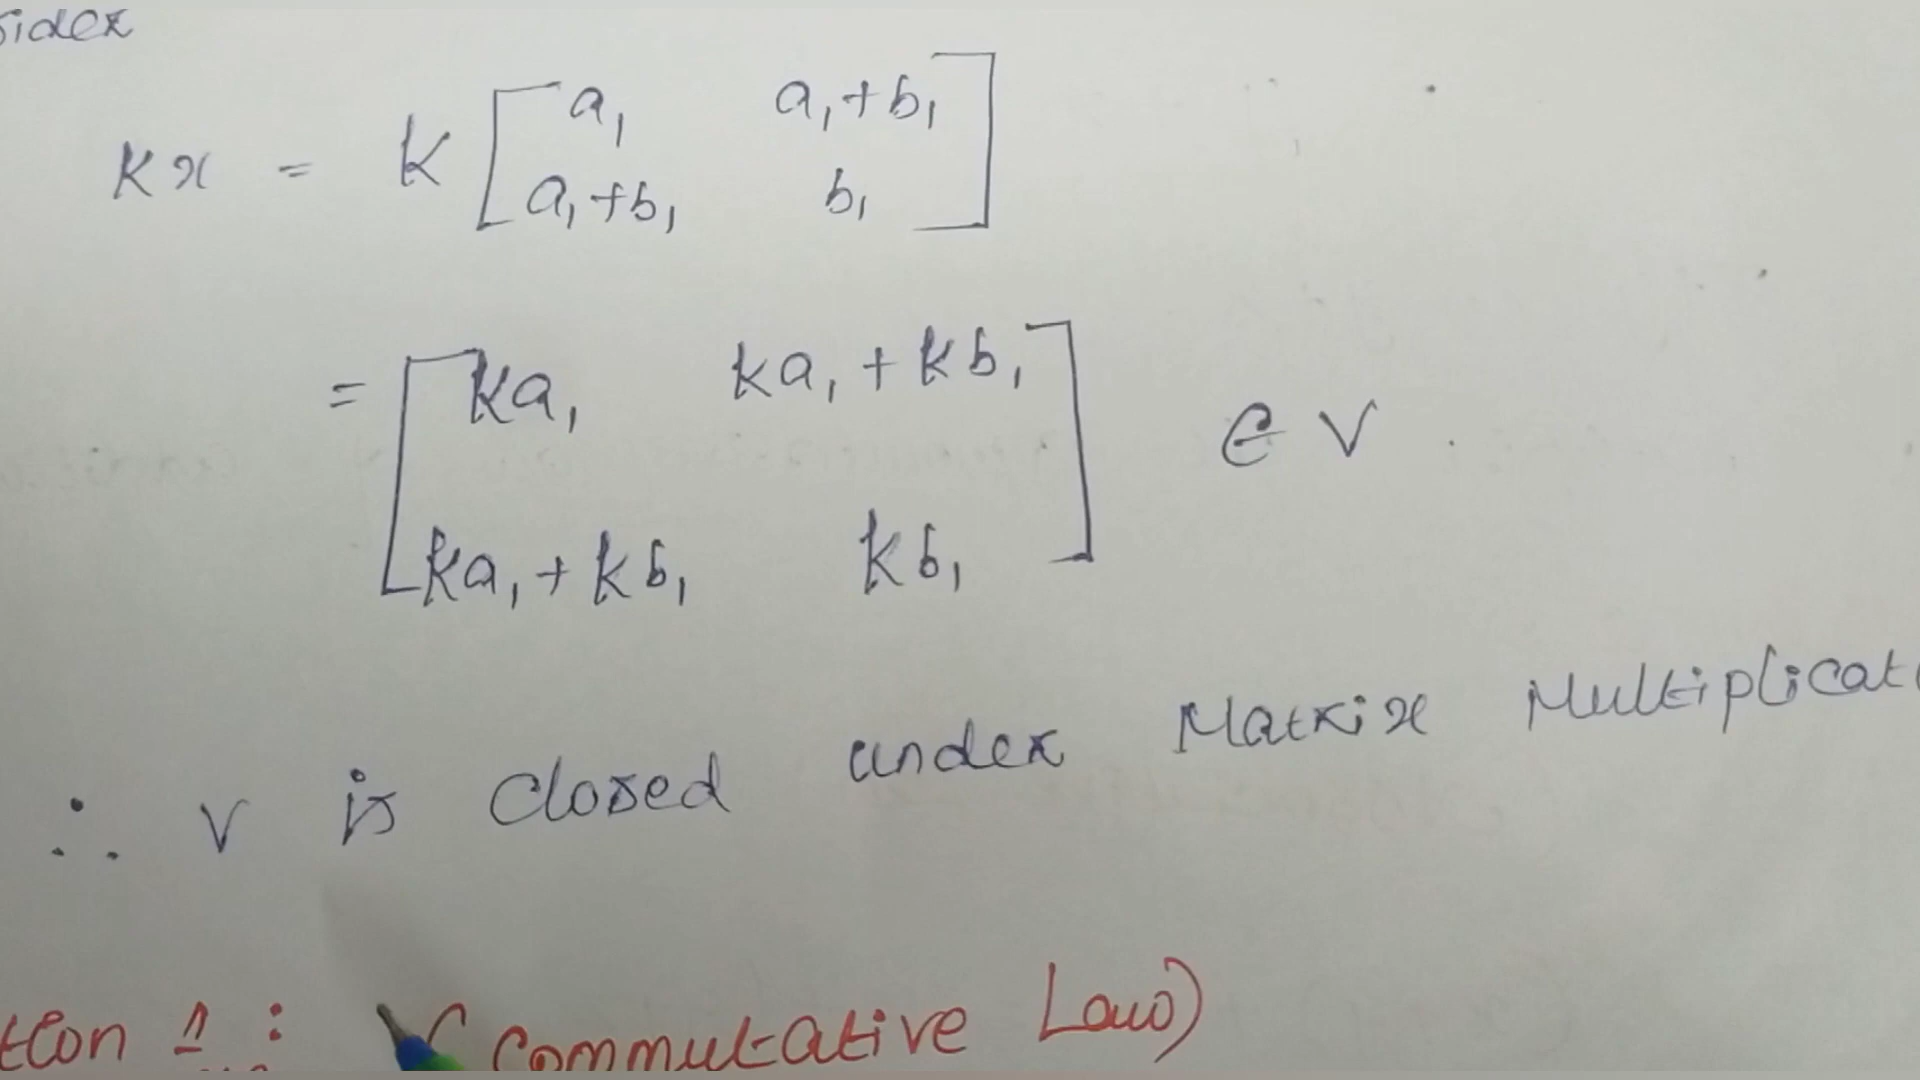 sider
kx = k [ a₁ a₁+b₁
a₁+b₁ b₁ ]
= [ ka₁ ka₁ + kb₁
ka₁ + kb₁ kb₁ ] ∈ V
∴ V is closed under Matrix Multiplicati
tion 1 : (Commutative Law)